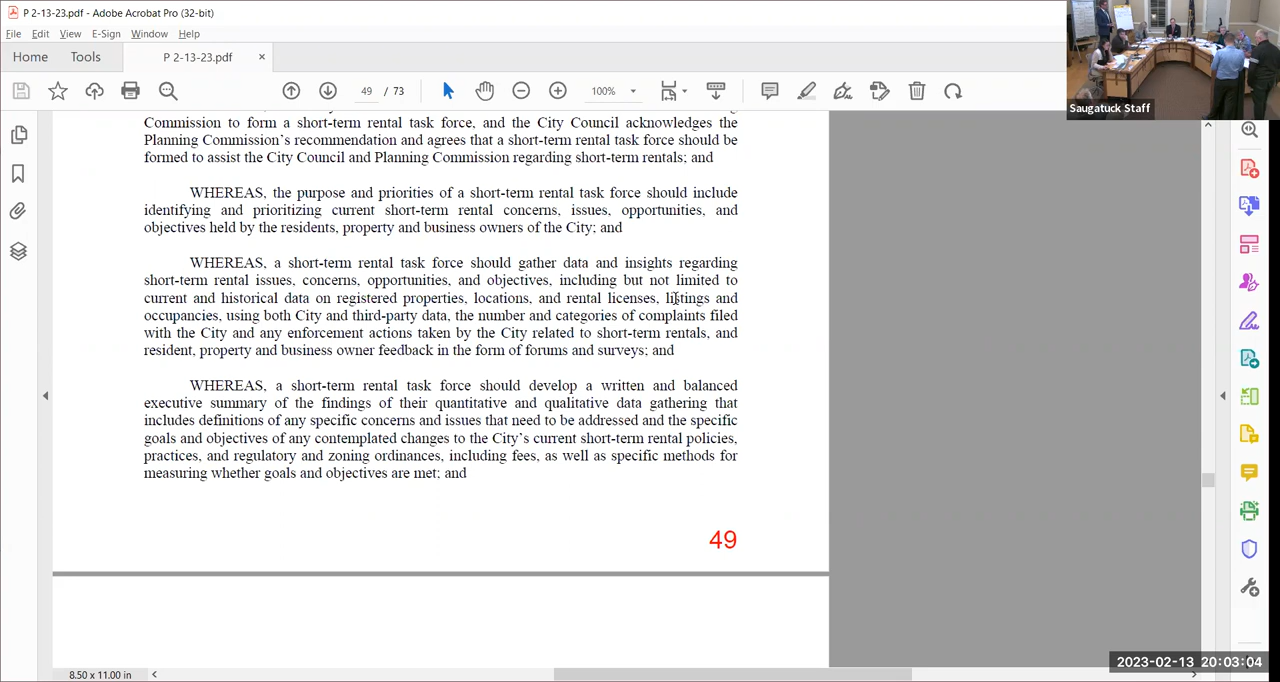 P 2-13-23.pdf - Adobe Acrobat Pro (32-bit)
File Edit View E-Sign Window Help
Home Tools P 2-13-23.pdf ×
49 / 73 100%
Saugatuck Staff
Commission to form a short-term rental task force, and the City Council acknowledges the
Planning Commission's recommendation and agrees that a short-term rental task force should be
formed to assist the City Council and Planning Commission regarding short-term rentals; and
WHEREAS, the purpose and priorities of a short-term rental task force should include
identifying and prioritizing current short-term rental concerns, issues, opportunities, and
objectives held by the residents, property and business owners of the City; and
WHEREAS, a short-term rental task force should gather data and insights regarding
short-term rental issues, concerns, opportunities, and objectives, including but not limited to
current and historical data on registered properties, locations, and rental licenses, listings and
occupancies, using both City and third-party data, the number and categories of complaints filed
with the City and any enforcement actions taken by the City related to short-term rentals, and
resident, property and business owner feedback in the form of forums and surveys; and
WHEREAS, a short-term rental task force should develop a written and balanced
executive summary of the findings of their quantitative and qualitative data gathering that
includes definitions of any specific concerns and issues that need to be addressed and the specific
goals and objectives of any contemplated changes to the City's current short-term rental policies,
practices, and regulatory and zoning ordinances, including fees, as well as specific methods for
measuring whether goals and objectives are met; and
49
8.50 x 11.00 in
2023-02-13 20:03:04